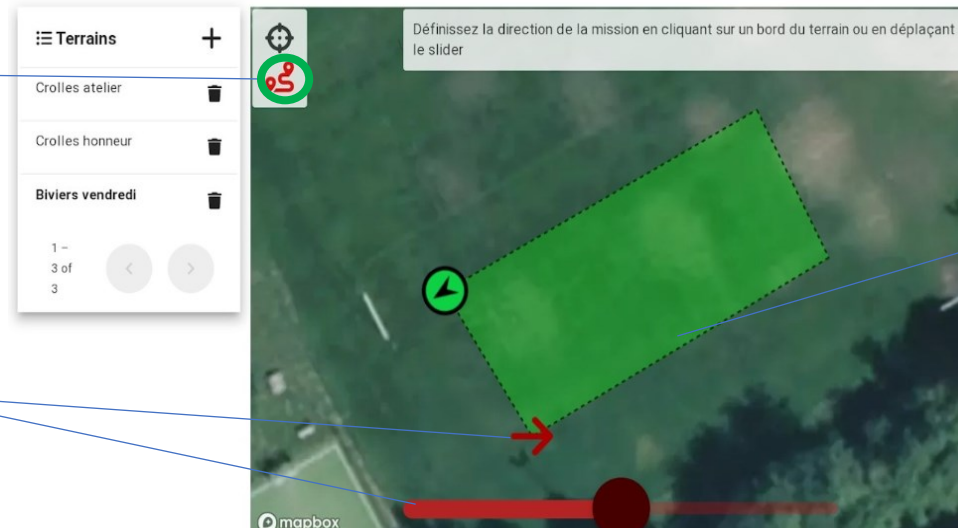 Terrains
Crolles atelier
Crolles honneur
Biviers vendredi
1 –
3 of
3
Définissez la direction de la mission en cliquant sur un bord du terrain ou en déplaçant
le slider
mapbox